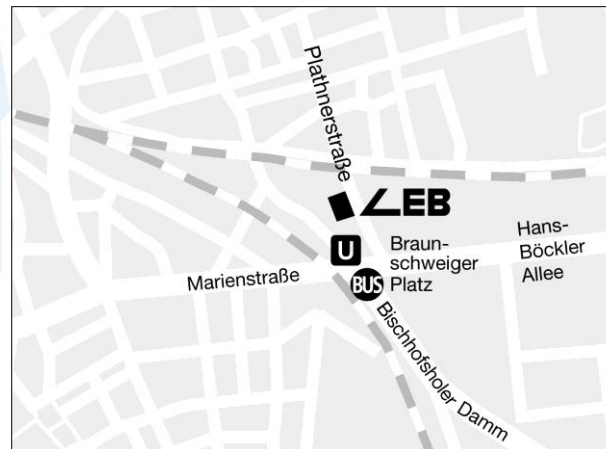 Plathnerstraße
LEB
U
Braun-
schweiger
Platz
Hans-
Böckler
Allee
Marienstraße
BUS
Bischhofsholer Damm